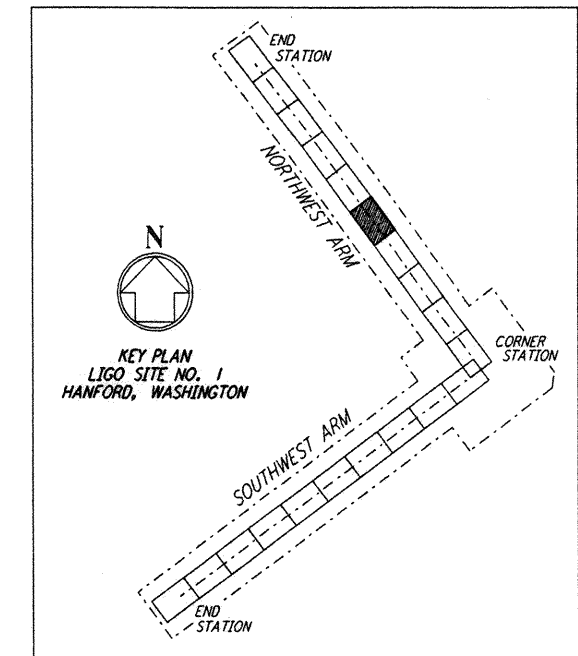 END
STATION
NORTHWEST ARM
N
KEY PLAN
LIGO SITE NO. 1
HANFORD, WASHINGTON
CORNER
STATION
SOUTHWEST ARM
END
STATION